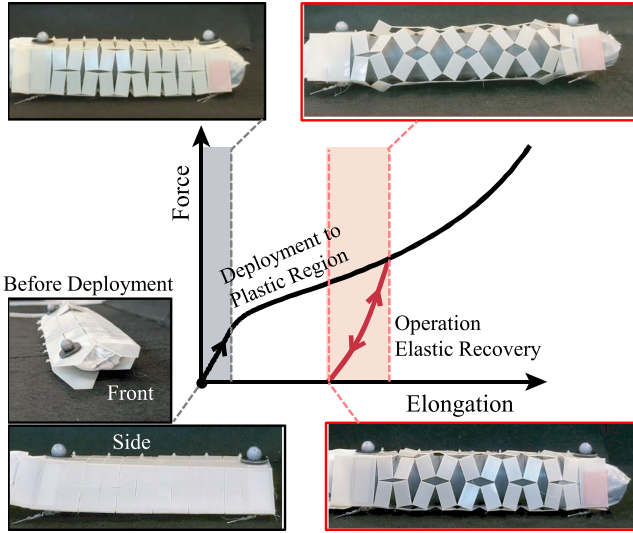 Force
Deployment to
Plastic Region
Before Deployment
Front
Operation
Elastic Recovery
Elongation
Side